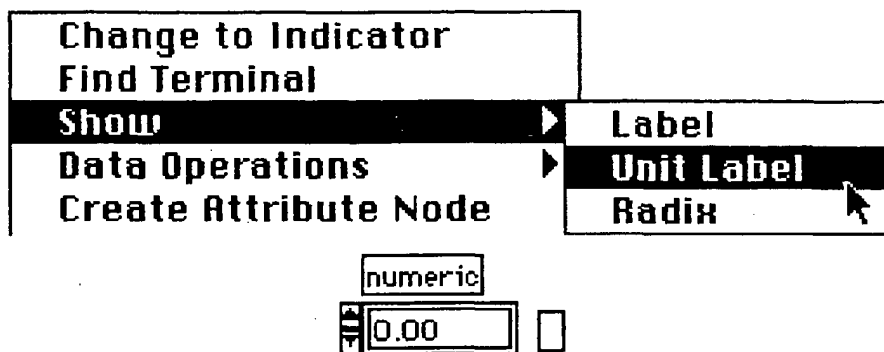 Change to Indicator
Find Terminal
Show
Label
Data Operations
Unit Label
Create Attribute Node
Radix
numeric
0.00